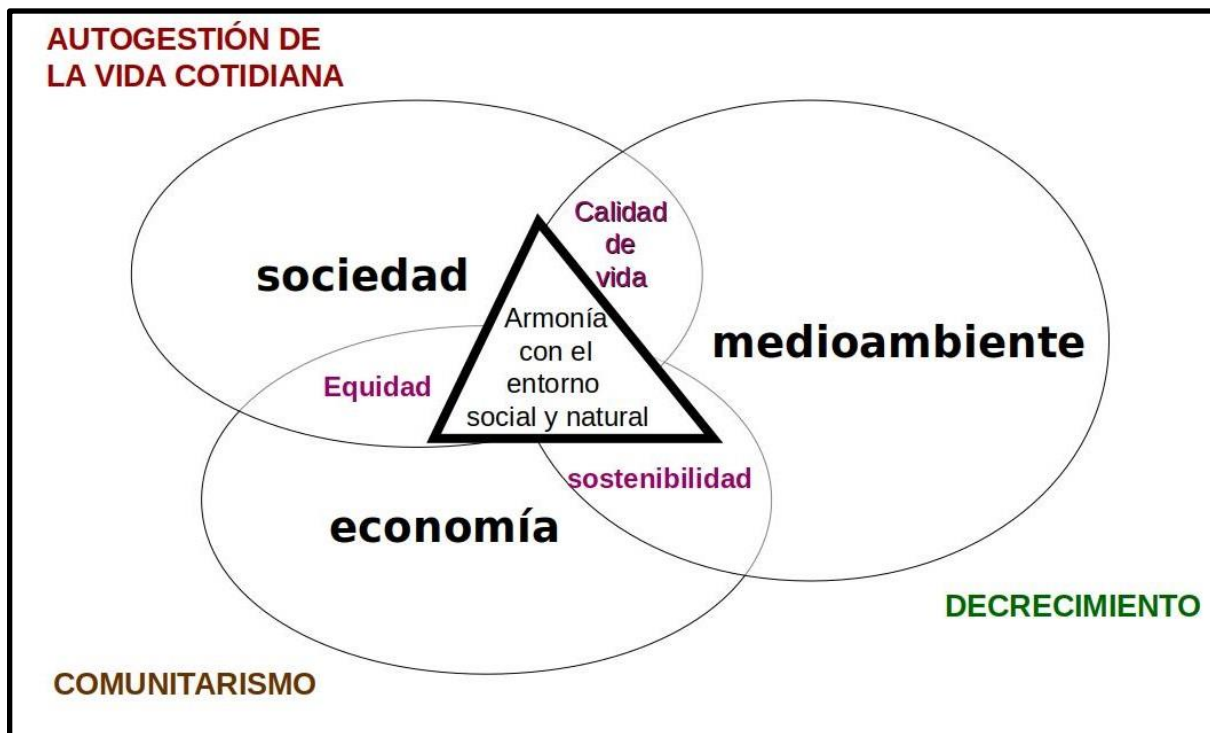 AUTOGESTIÓN DE
LA VIDA COTIDIANA
Calidad
de
vida
sociedad
Armonía
con el
entorno
social y natural
medioambiente
Equidad
sostenibilidad
economía
DECRECIMIENTO
COMUNITARISMO